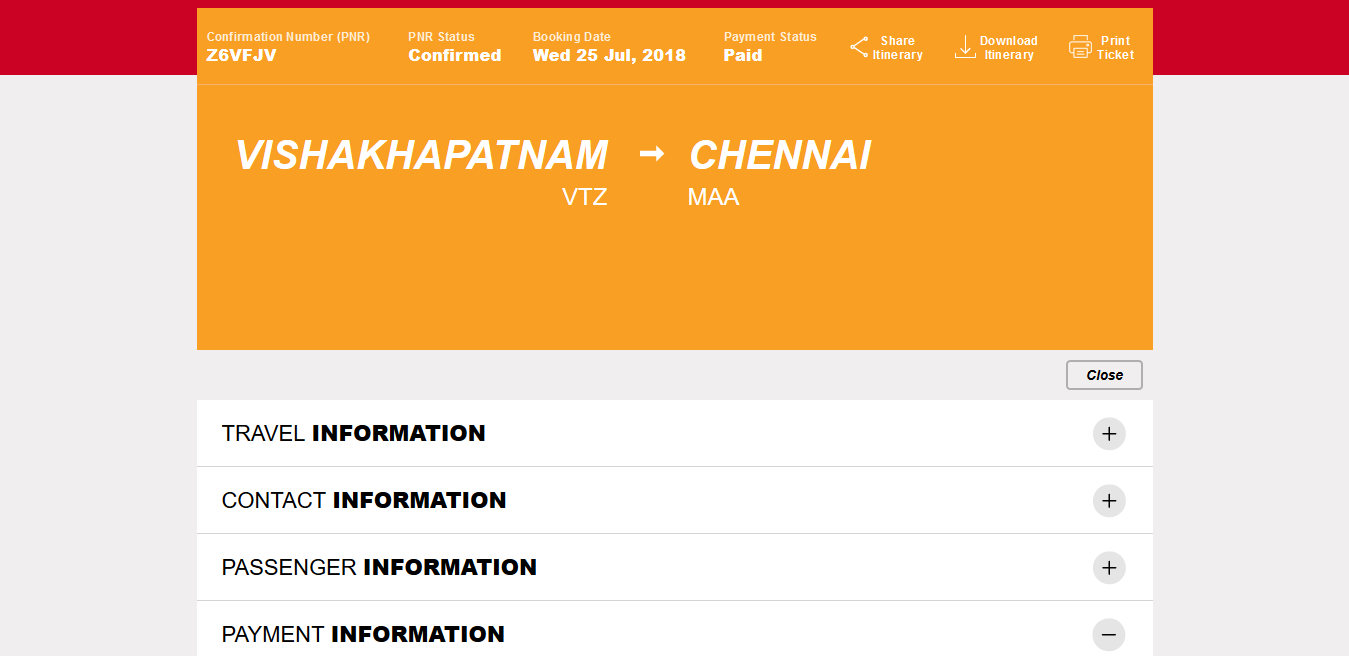 Confirmation Number (PNR) PNR Status Booking Date Payment Status
Z6VFJV Confirmed Wed 25 Jul, 2018 Paid
Share Itinerary
Download Itinerary
Print Ticket
VISHAKHAPATNAM CHENNAI
VTZ MAA
Close
TRAVEL INFORMATION
CONTACT INFORMATION
PASSENGER INFORMATION
PAYMENT INFORMATION